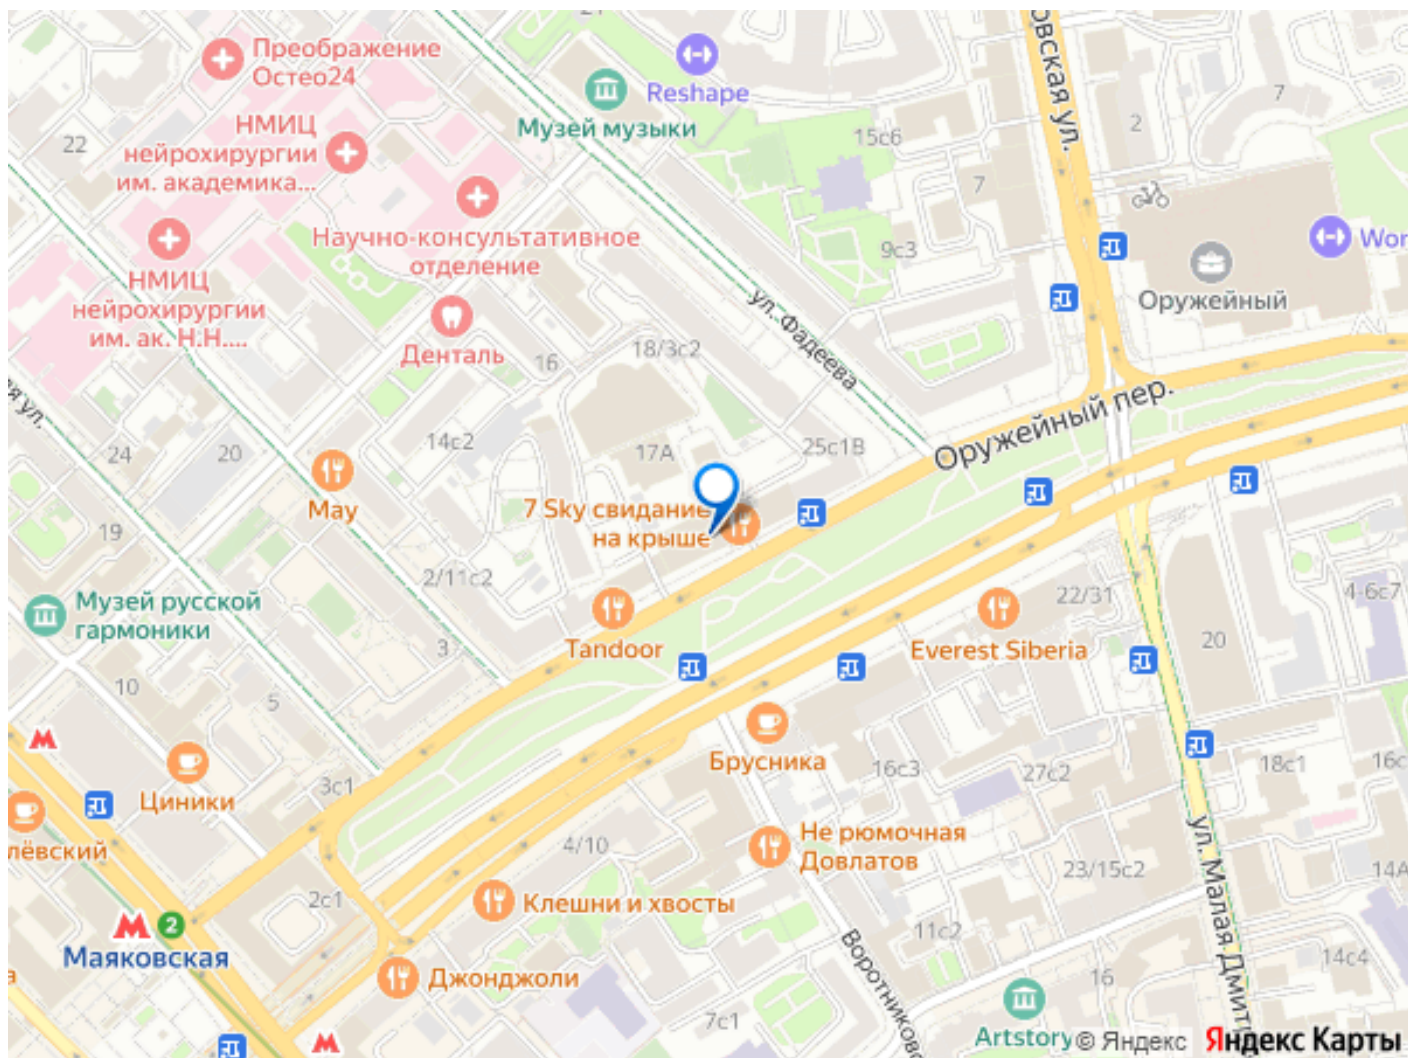 Преображение
Остео24
Reshape
Музей музыки
НМИЦ
нейрохирургии
им. академика...
22
15с6
2
7
7
Научно-консультативное
отделение
9с3
Wor
Оружейный
НМИЦ
нейрохирургии
им. ак. Н.Н....
ул. Фадеева
Денталь
16
18/3с2
Оружейный пер.
14с2
17А
25с1В
24
20
May
7 Sky свидание
на крыше
19
2/11с2
22/31
4-6с7
Музей русской
гармоники
Tandoor
Everest Siberia
20
3
10
5
Брусника
16с3
27с2
18с1
16с
Циники
3с1
лёвский
4/10
Не рюмочная
Довлатов
23/15с2
14А
ул. Малая Дмитр
2с1
Клешни и хвосты
11с2
2
Маяковская
Джонджоли
Воротниковс
16
14с4
7с1
Artstory
© Яндекс
Яндекс Карты